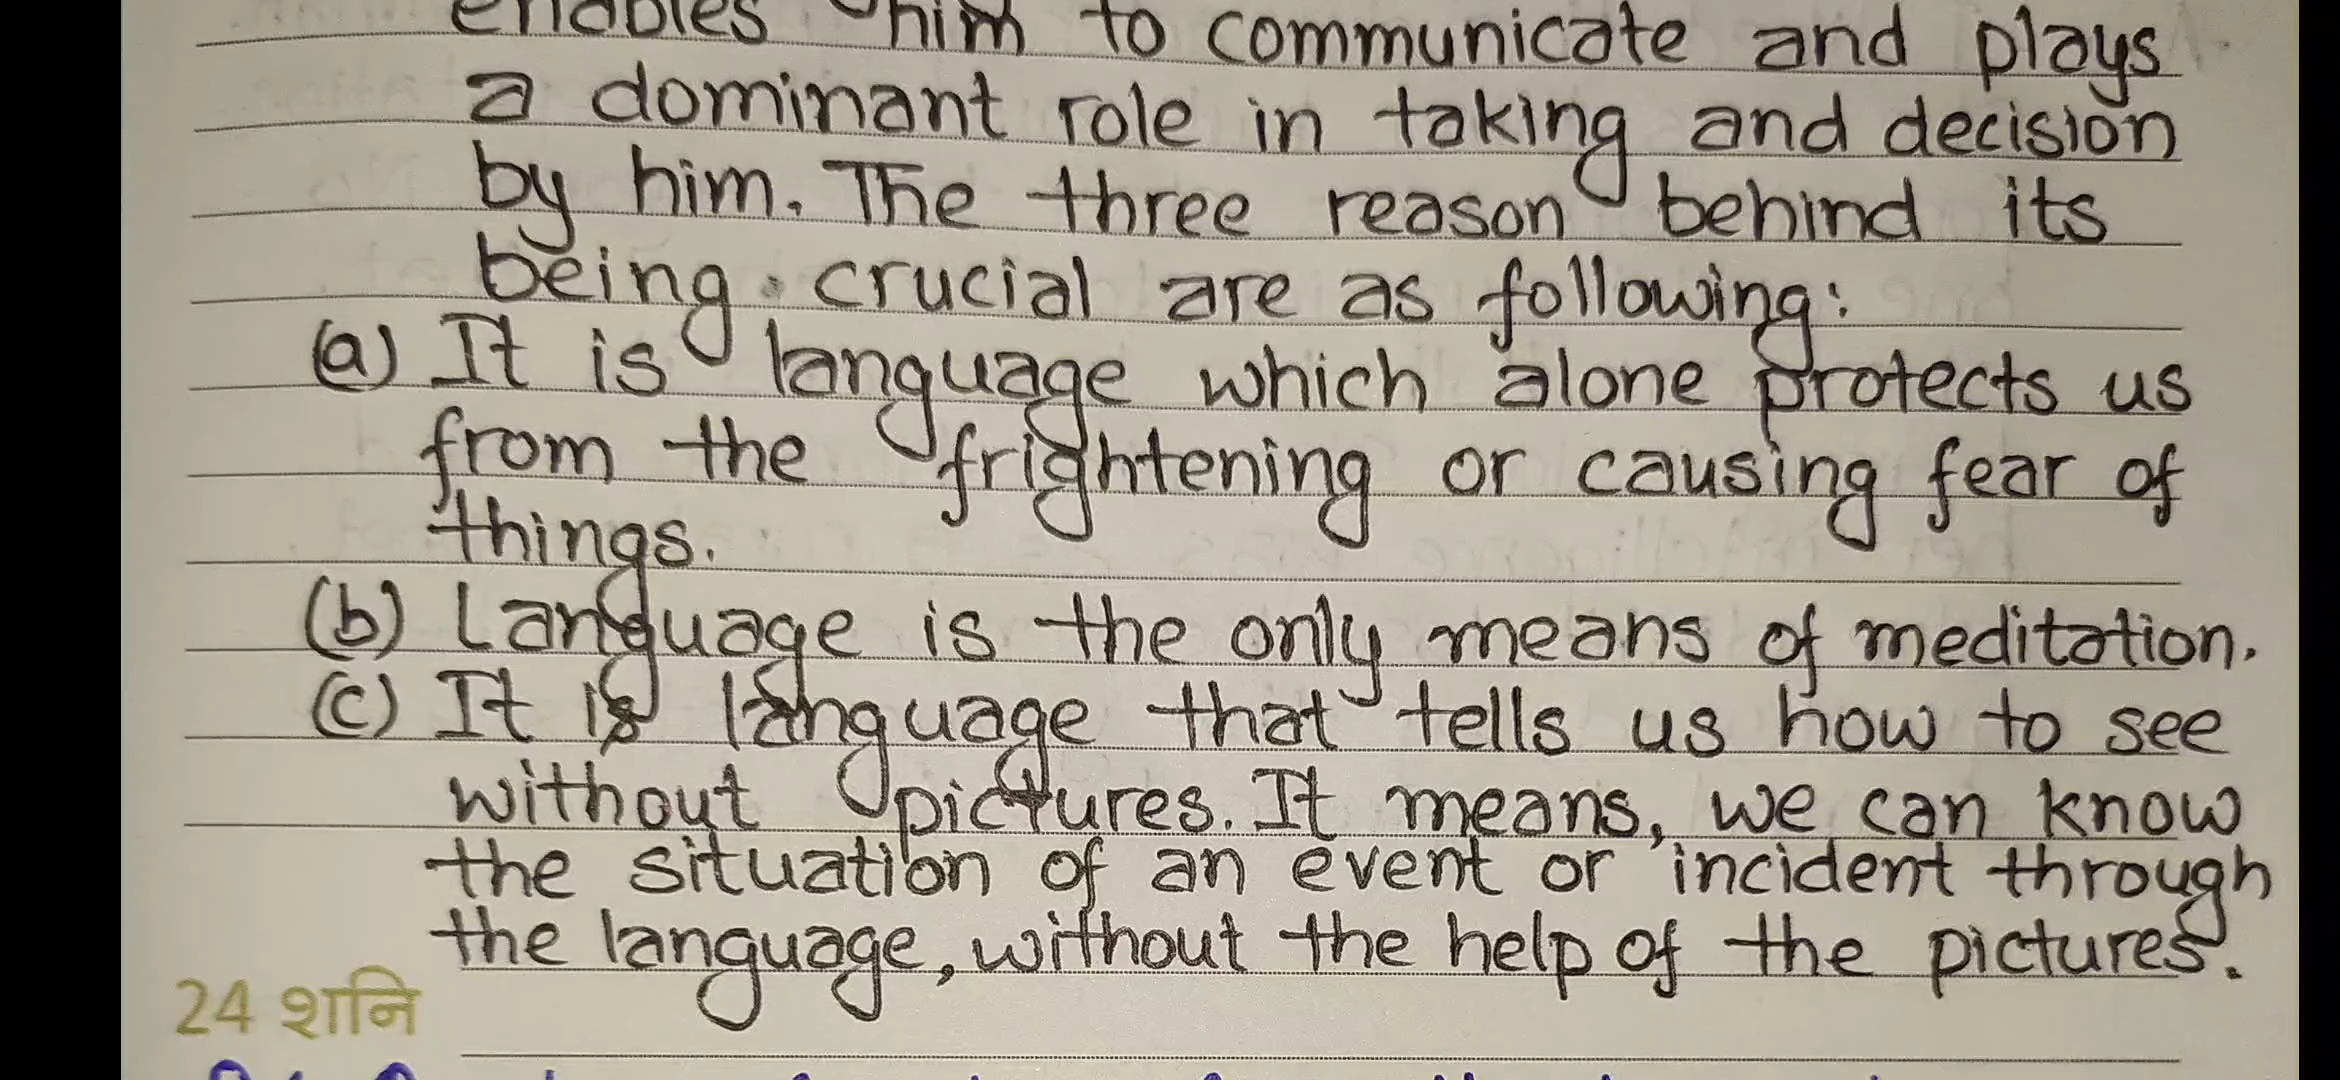 enables him to communicate and plays
a dominant role in taking and decision
by him. The three reason behind its
being crucial are as following:
(a) It is language which alone protects us
from the frightening or causing fear of
things.
(b) Language is the only means of meditation.
(c) It is language that tells us how to see
without pictures. It means, we can know
the situation of an event or incident through
the language, without the help of the pictures.
24 शनि